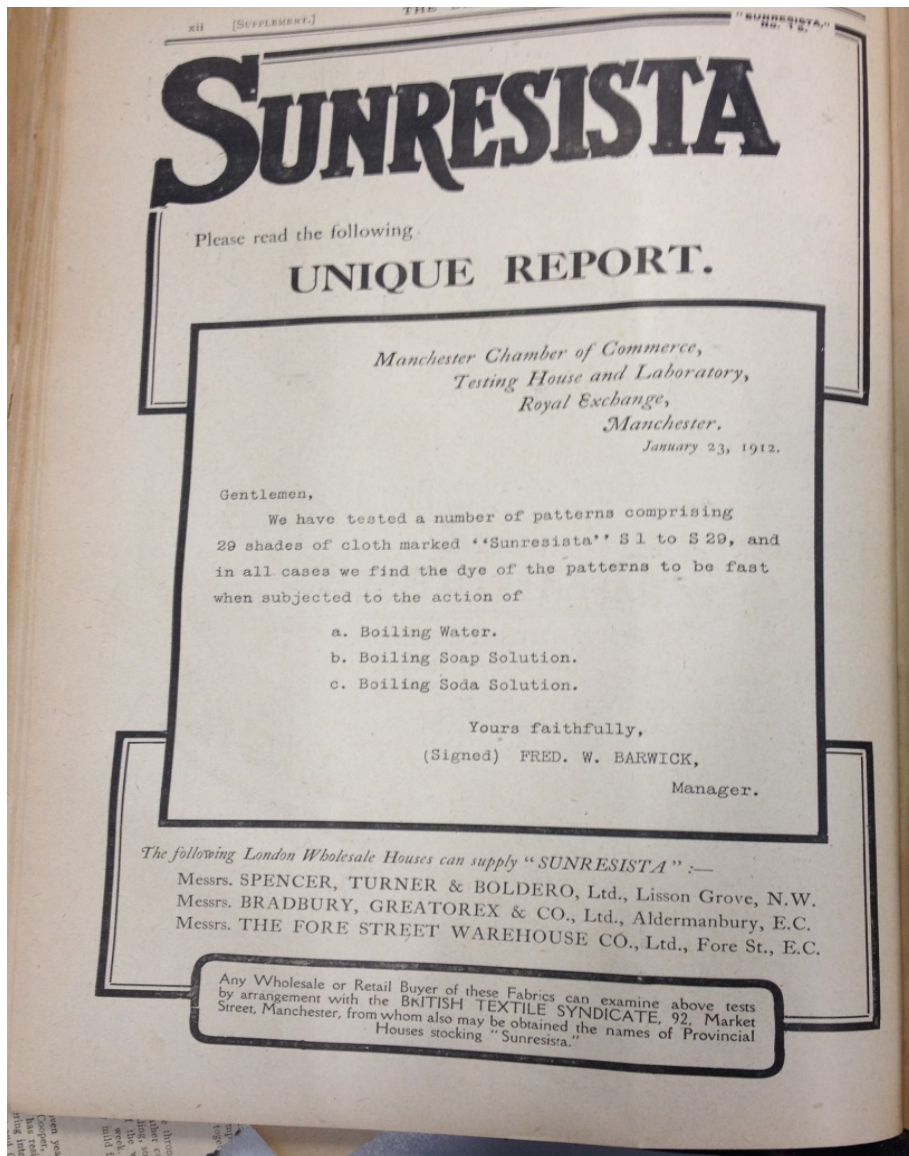 xii [SUPPLEMENT.] THE
"SUNRESISTA,"
SUNRESISTA
Please read the following
UNIQUE REPORT.
Manchester Chamber of Commerce,
Testing House and Laboratory,
Royal Exchange,
Manchester.
January 23, 1912.
Gentlemen,
We have tested a number of patterns comprising
29 shades of cloth marked "Sunresista" S 1 to S 29, and
in all cases we find the dye of the patterns to be fast
when subjected to the action of
a. Boiling Water.
b. Boiling Soap Solution.
c. Boiling Soda Solution.
Yours faithfully,
(Signed) FRED. W. BARWICK,
Manager.
The following London Wholesale Houses can supply "SUNRESISTA" :—
Messrs. SPENCER, TURNER & BOLDERO, Ltd., Lisson Grove, N.W.
Messrs. BRADBURY, GREATOREX & CO., Ltd., Aldermanbury, E.C.
Messrs. THE FORE STREET WAREHOUSE CO., Ltd., Fore St., E.C.
Any Wholesale or Retail Buyer of these Fabrics can examine above tests
by arrangement with the BRITISH TEXTILE SYNDICATE, 92, Market
Street, Manchester, from whom also may be obtained the names of Provincial
Houses stocking "Sunresista."